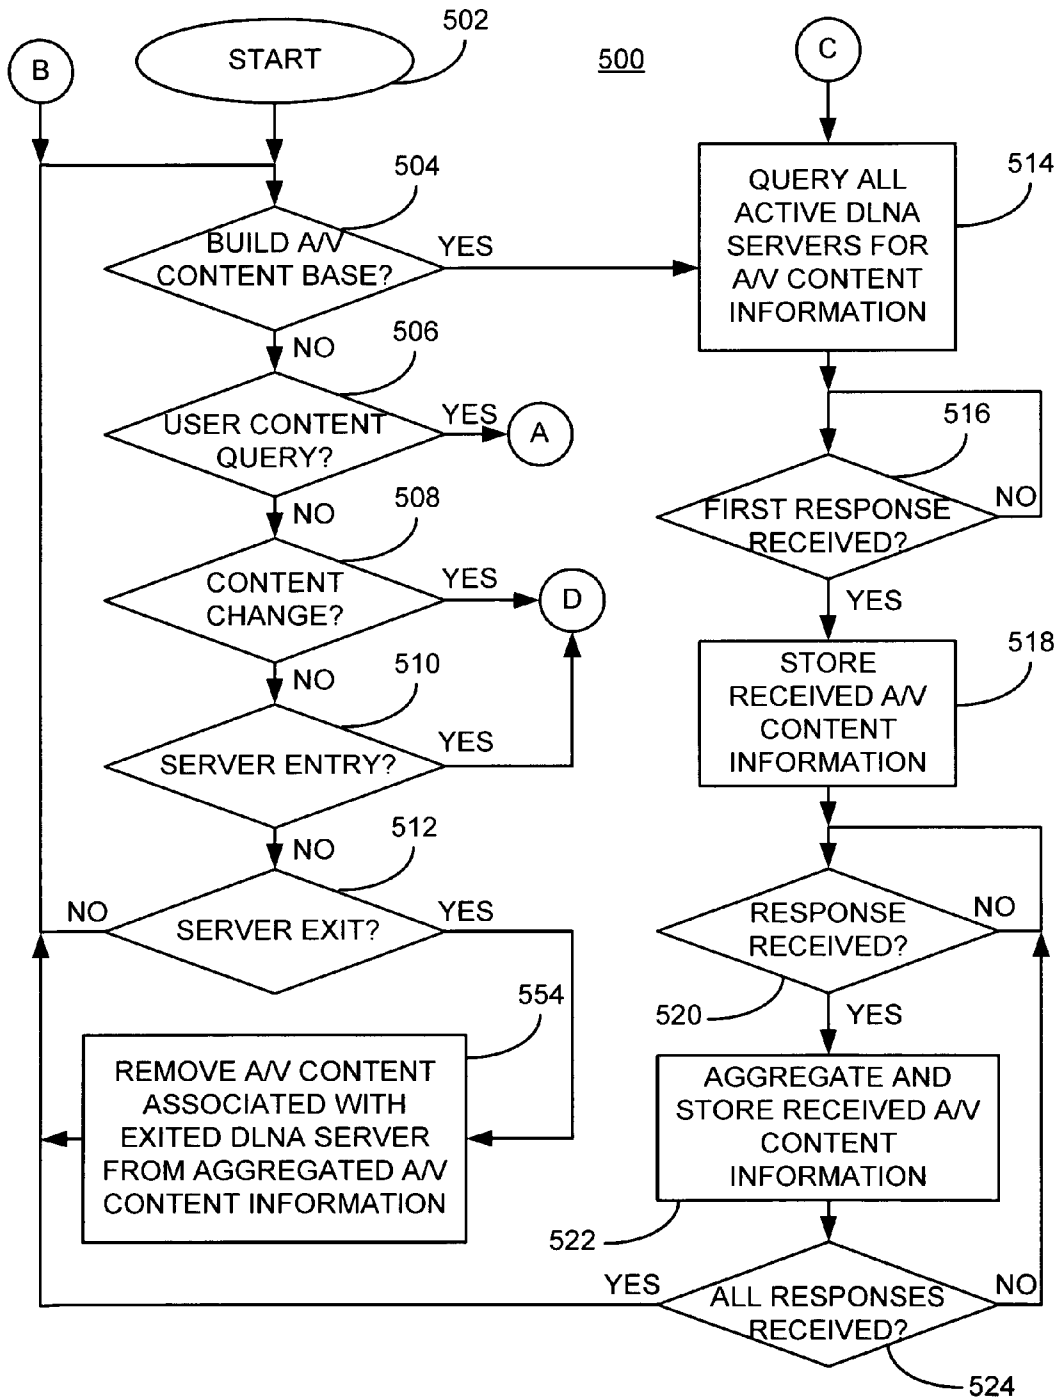 B
START
502
500
C
504
BUILD A/V
CONTENT BASE?
YES
QUERY ALL
ACTIVE DLNA
SERVERS FOR
A/V CONTENT
INFORMATION
514
NO
506
USER CONTENT
QUERY?
YES
A
516
FIRST RESPONSE
RECEIVED?
NO
NO
508
CONTENT
CHANGE?
YES
D
YES
NO
510
SERVER ENTRY?
YES
STORE
RECEIVED A/V
CONTENT
INFORMATION
518
NO
512
SERVER EXIT?
NO
YES
RESPONSE
RECEIVED?
NO
520
YES
554
REMOVE A/V CONTENT
ASSOCIATED WITH
EXITED DLNA SERVER
FROM AGGREGATED A/V
CONTENT INFORMATION
AGGREGATE AND
STORE RECEIVED A/V
CONTENT
INFORMATION
522
YES
ALL RESPONSES
RECEIVED?
NO
524